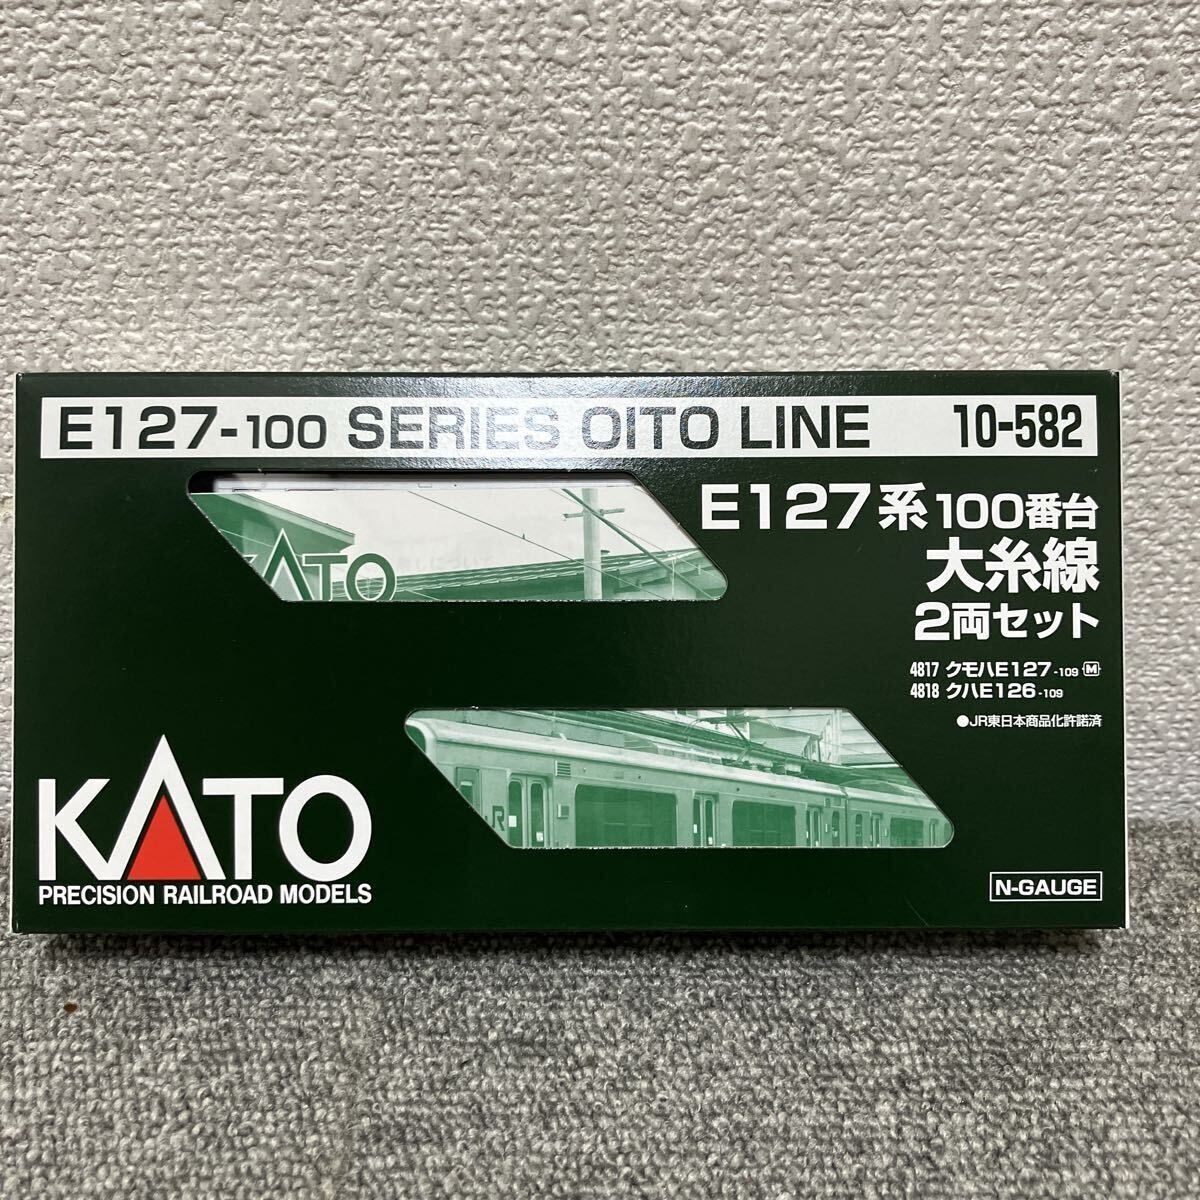 E127-100 SERIES OITO LINE 10-582
E127系 100番台
大糸線
2両セット
4817 クモハE127-109 M
4818 クハE126-109
●JR東日本商品化許諾済
KATO
JR
KATO
PRECISION RAILROAD MODELS
N-GAUGE